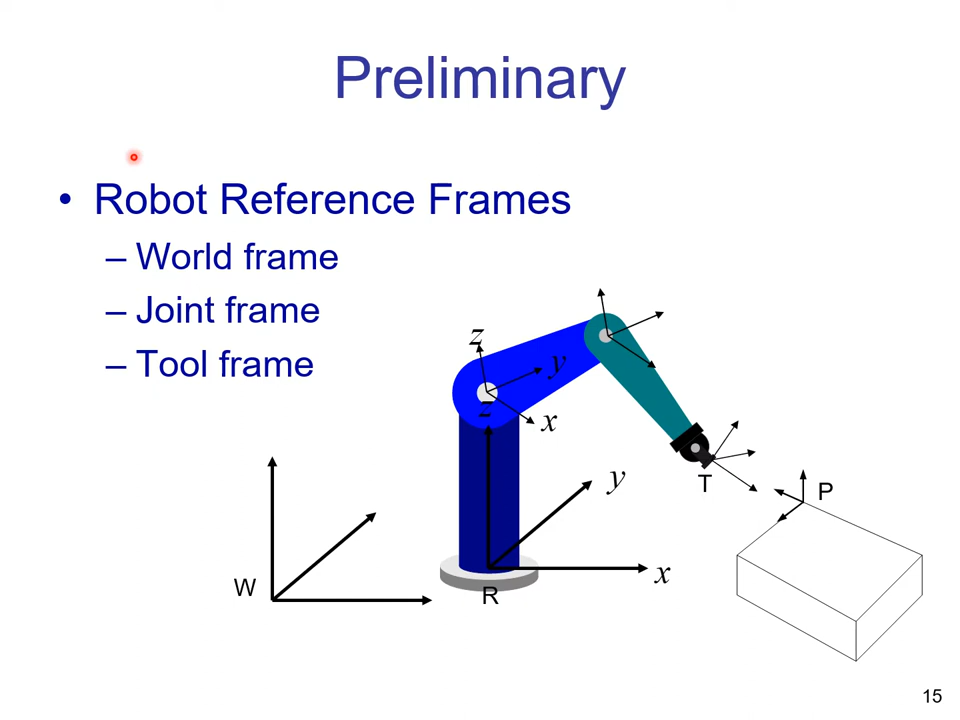 Preliminary
• Robot Reference Frames
– World frame
– Joint frame
– Tool frame
z
y
x
z
y
x
W
R
T
P
15